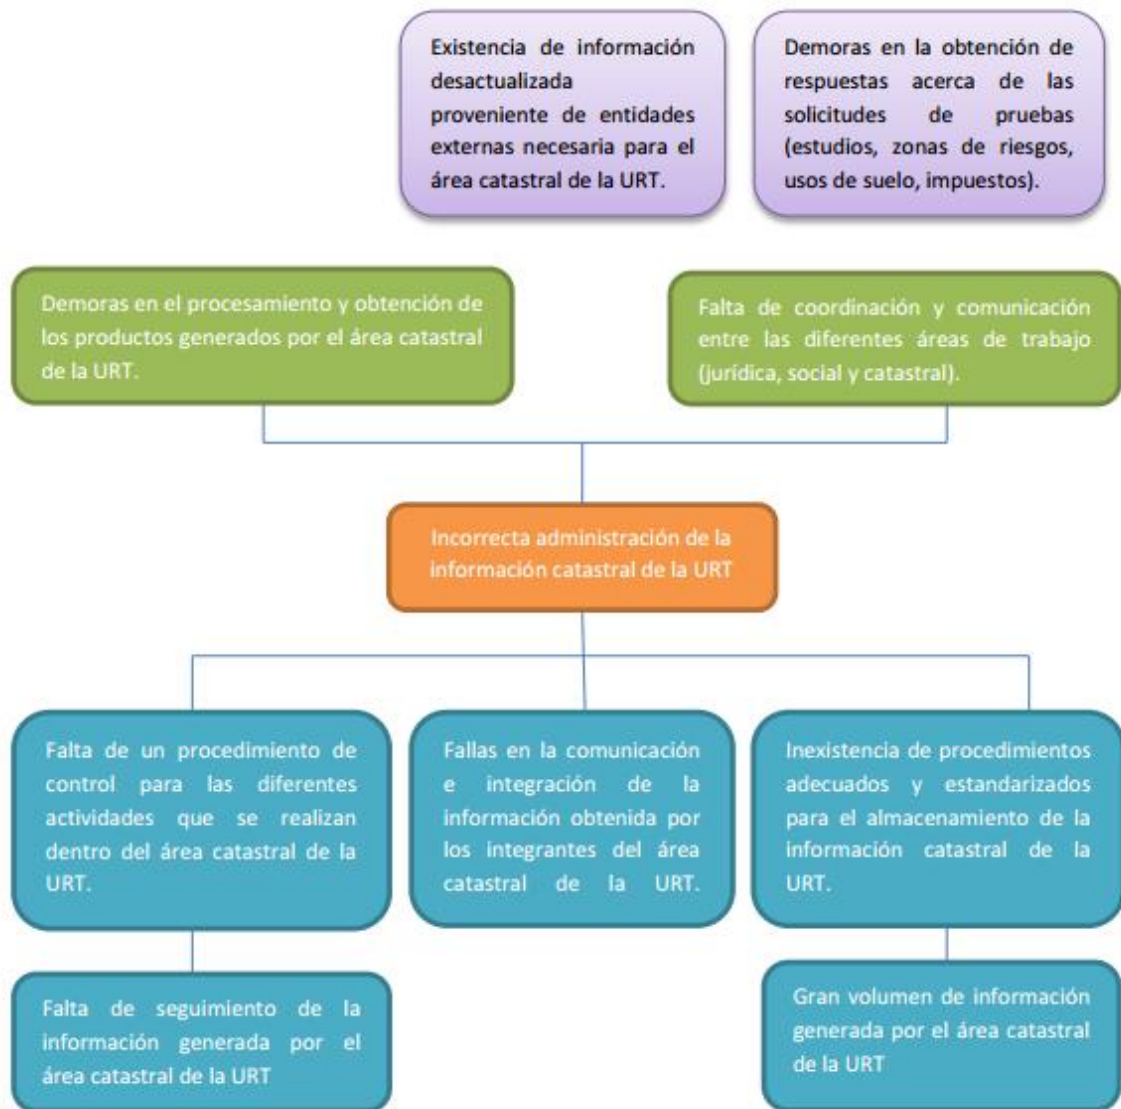 Existencia de información
desactualizada
proveniente de entidades
externas necesaria para el
área catastral de la URT.
Demoras en la obtención de
respuestas acerca de las
solicitudes de pruebas
(estudios, zonas de riesgos,
usos de suelo, impuestos).
Demoras en el procesamiento y obtención de
los productos generados por el área catastral
de la URT.
Falta de coordinación y comunicación
entre las diferentes áreas de trabajo
(jurídica, social y catastral).
Incorrecta administración de la
información catastral de la URT
Falta de un procedimiento de
control para las diferentes
actividades que se realizan
dentro del área catastral de la
URT.
Fallas en la comunicación
e integración de la
información obtenida por
los integrantes del área
catastral de la URT.
Inexistencia de procedimientos
adecuados y estandarizados
para el almacenamiento de la
información catastral de la
URT.
Falta de seguimiento de la
información generada por el
área catastral de la URT
Gran volumen de información
generada por el área catastral
de la URT